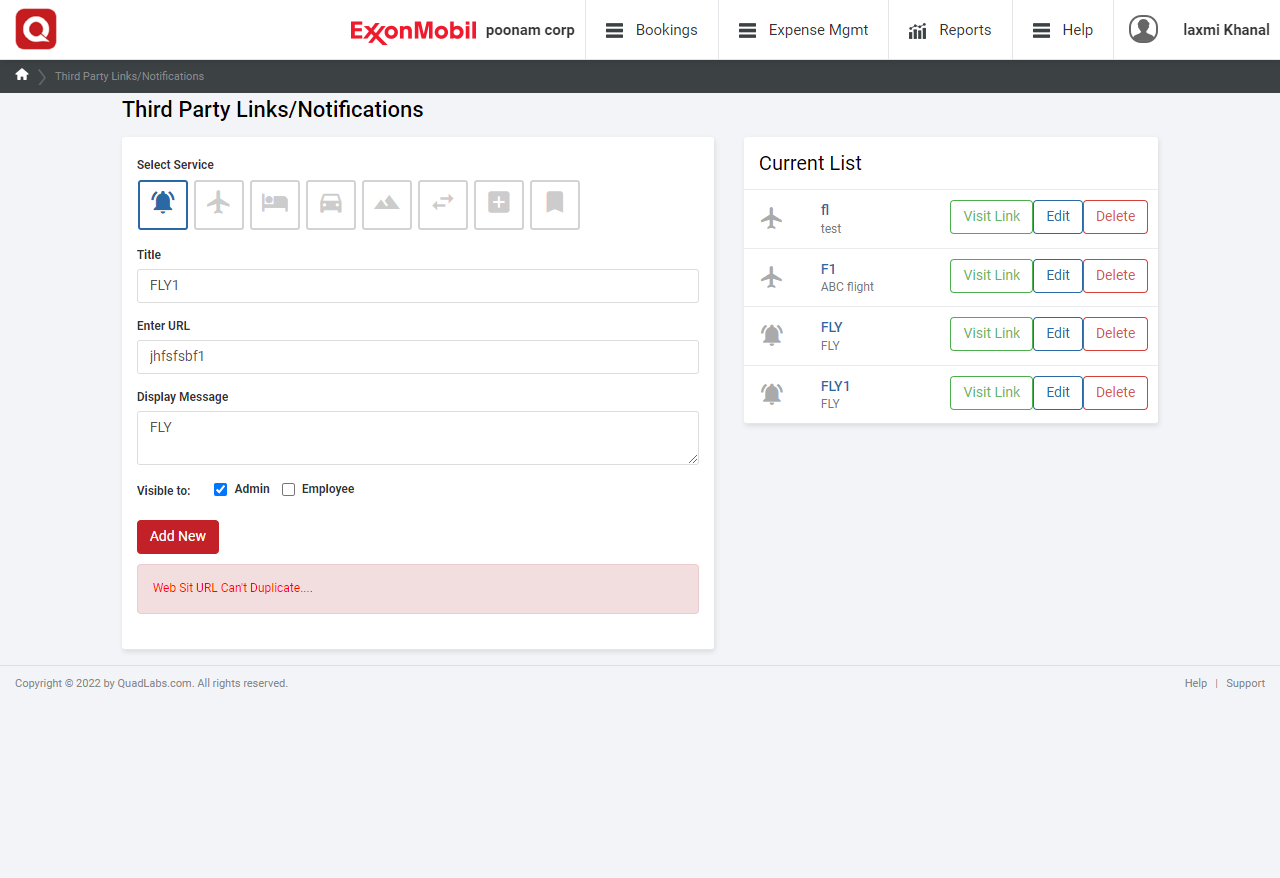 ExxonMobil poonam corp Bookings Expense Mgmt Reports Help laxmi Khanal
Third Party Links/Notifications
Third Party Links/Notifications
Select Service
Title
FLY1
Enter URL
jhfsfsbf1
Display Message
FLY
Visible to: Admin Employee
Add New
Web Sit URL Can't Duplicate....
Current List
fl
test
Visit Link Edit Delete
F1
ABC flight
Visit Link Edit Delete
FLY
FLY
Visit Link Edit Delete
FLY1
FLY
Visit Link Edit Delete
Copyright © 2022 by QuadLabs.com. All rights reserved.
Help | Support